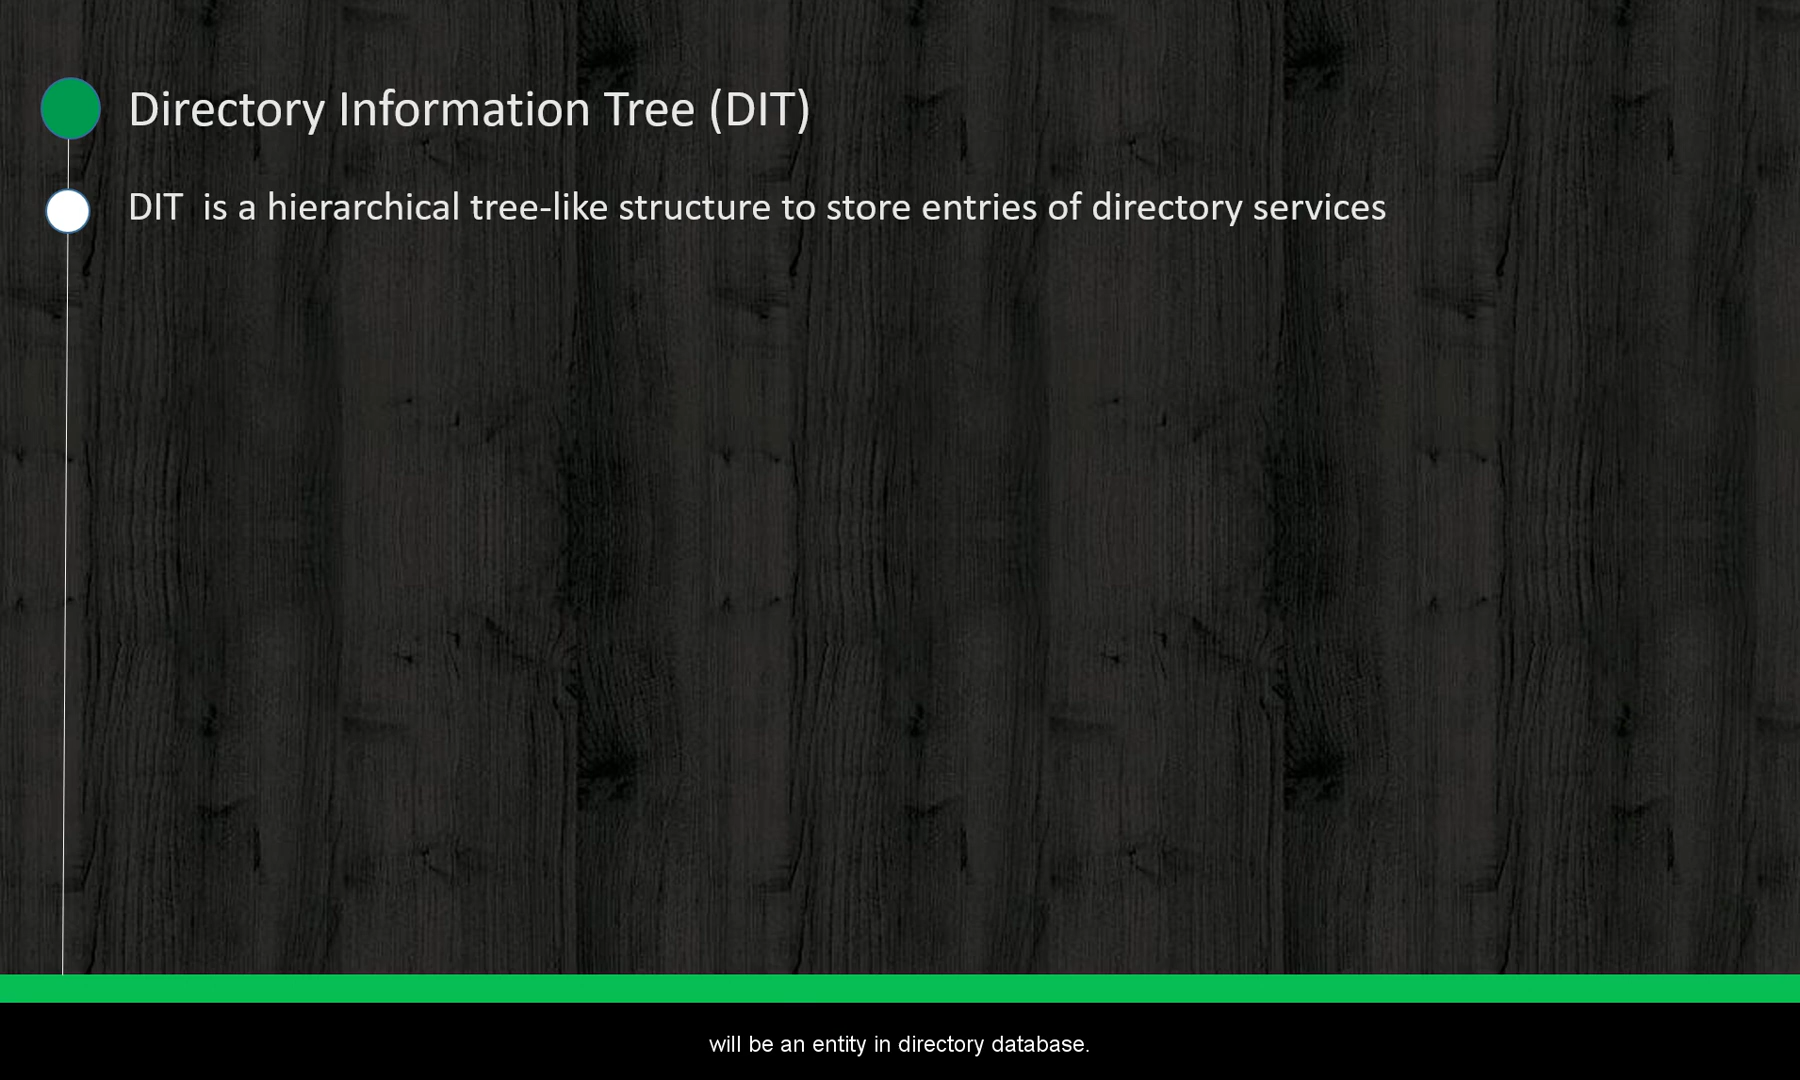 Directory Information Tree (DIT)
DIT  is a hierarchical tree-like structure to store entries of directory services
will be an entity in directory database.